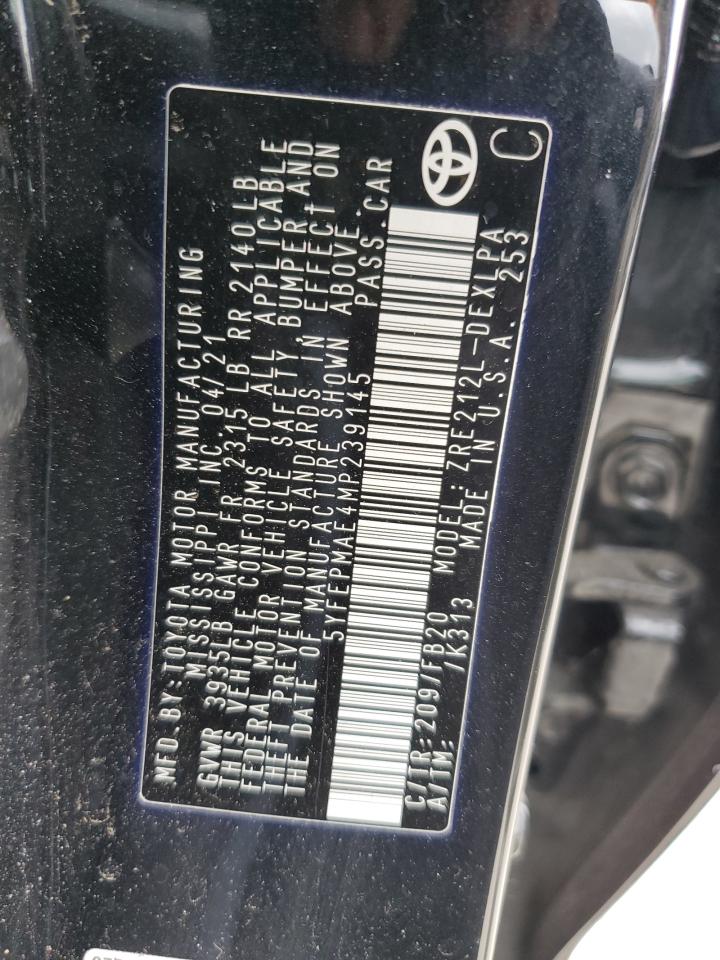 MFD.BY:TOYOTA MOTOR MANUFACTURING
MISSISSIPPI INC.04/21
GVWR 3935LB GAWR FR 2315 LB RR 2140LB
THIS VEHICLE CONFORMS TO ALL APPLICABLE
FEDERAL MOTOR VEHICLE SAFETY BUMPER AND
THEFT PREVENTION STANDARDS IN EFFECT ON
THE DATE OF MANUFACTURE SHOWN ABOVE.
5YFEPMAE4MP239145 PASS.CAR
C/TR:209/FB20 MODEL:ZRE212L-DEXLPA
A/TM: /K313 MADE IN U.S.A. 253
C